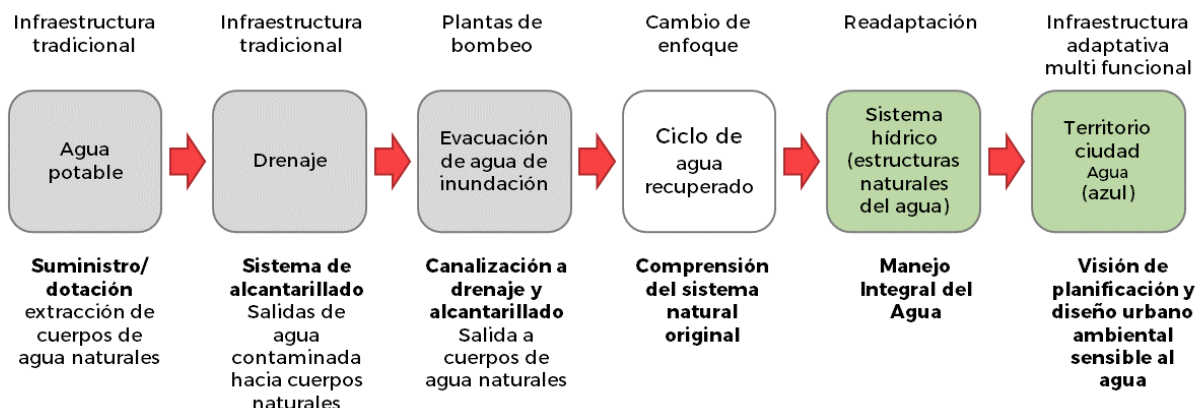 Infraestructura
tradicional
Infraestructura
tradicional
Plantas de
bombeo
Cambio de
enfoque
Readaptación
Infraestructura
adaptativa
multi funcional
Agua
potable
Drenaje
Evacuación
de agua de
inundación
Ciclo de
agua
recuperado
Sistema
hídrico
(estructuras
naturales
del agua)
Territorio
ciudad
Agua
(azul)
Suministro/
dotación
extracción de
cuerpos de
agua naturales
Sistema de
alcantarillado
Salidas de
agua
contaminada
hacia cuerpos
naturales
Canalización a
drenaje y
alcantarillado
Salida a
cuerpos de
agua naturales
Comprensión
del sistema
natural
original
Manejo
Integral del
Agua
Visión de
planificación y
diseño urbano
ambiental
sensible al
agua